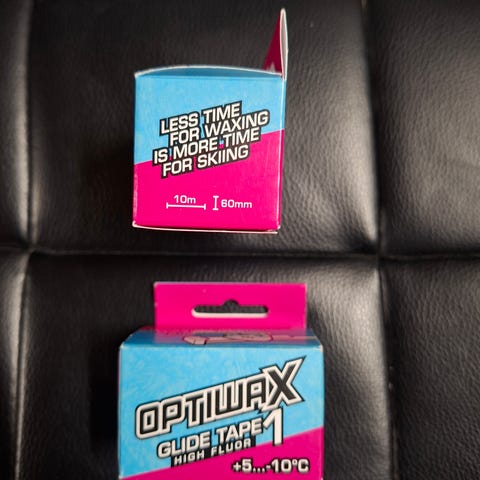 LESS TIME
FOR WAXING
IS MORE TIME
FOR SKIING
10m 60mm
OPTIWAX
GLIDE TAPE 1
HIGH FLUOR
+5...-10°C